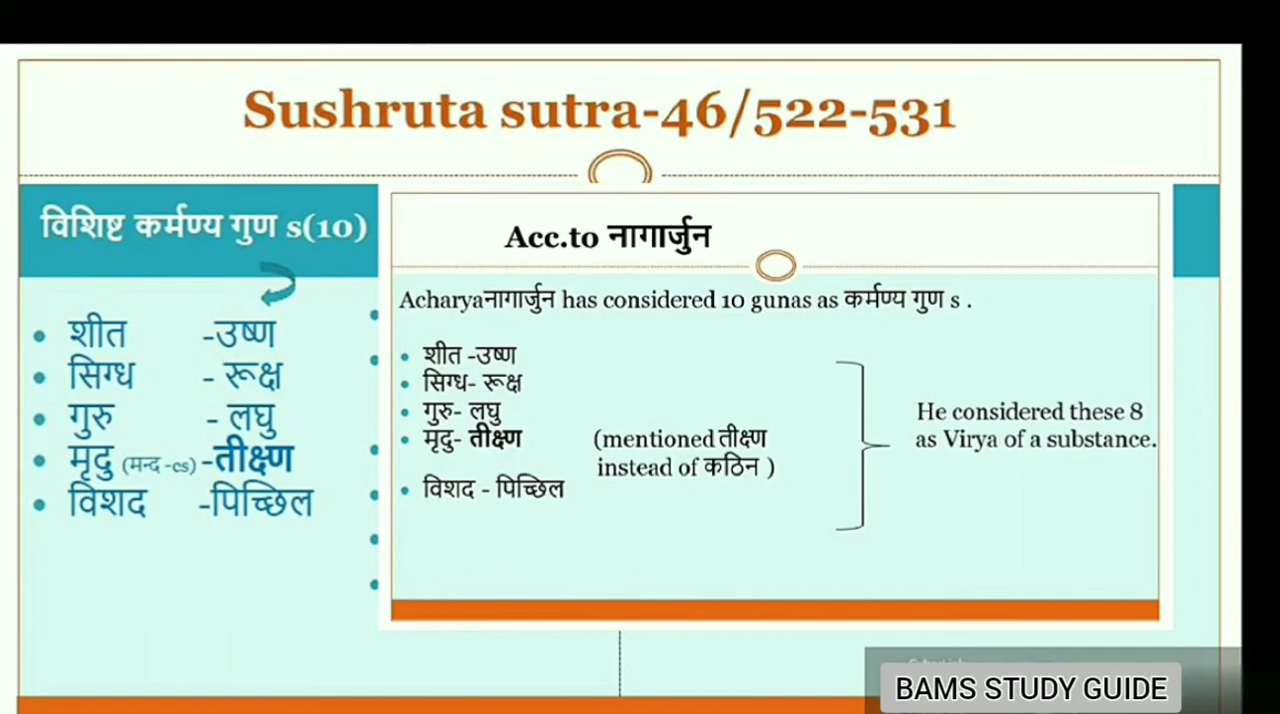 Sushruta sutra-46/522-531
विशिष्ट कर्मण्य गुण s(10)
• शीत -उष्ण
• सिग्ध - रूक्ष
• गुरु - लघु
• मृदु (मन्द -cs) -तीक्ष्ण
• विशद -पिच्छिल
Acc.to नागार्जुन
Acharyaनागार्जुन has considered 10 gunas as कर्मण्य गुण s .
• शीत -उष्ण
• सिग्ध- रूक्ष
• गुरु- लघु
• मृदु- तीक्ष्ण (mentioned तीक्ष्ण
instead of कठिन )
• विशद - पिच्छिल
He considered these 8
as Virya of a substance.
BAMS STUDY GUIDE